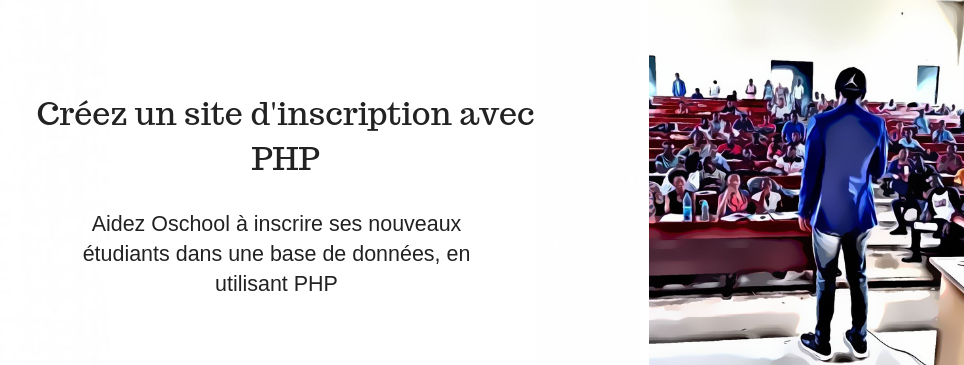 Créez un site d'inscription avec
PHP
Aidez Oschool à inscrire ses nouveaux
étudiants dans une base de données, en
utilisant PHP